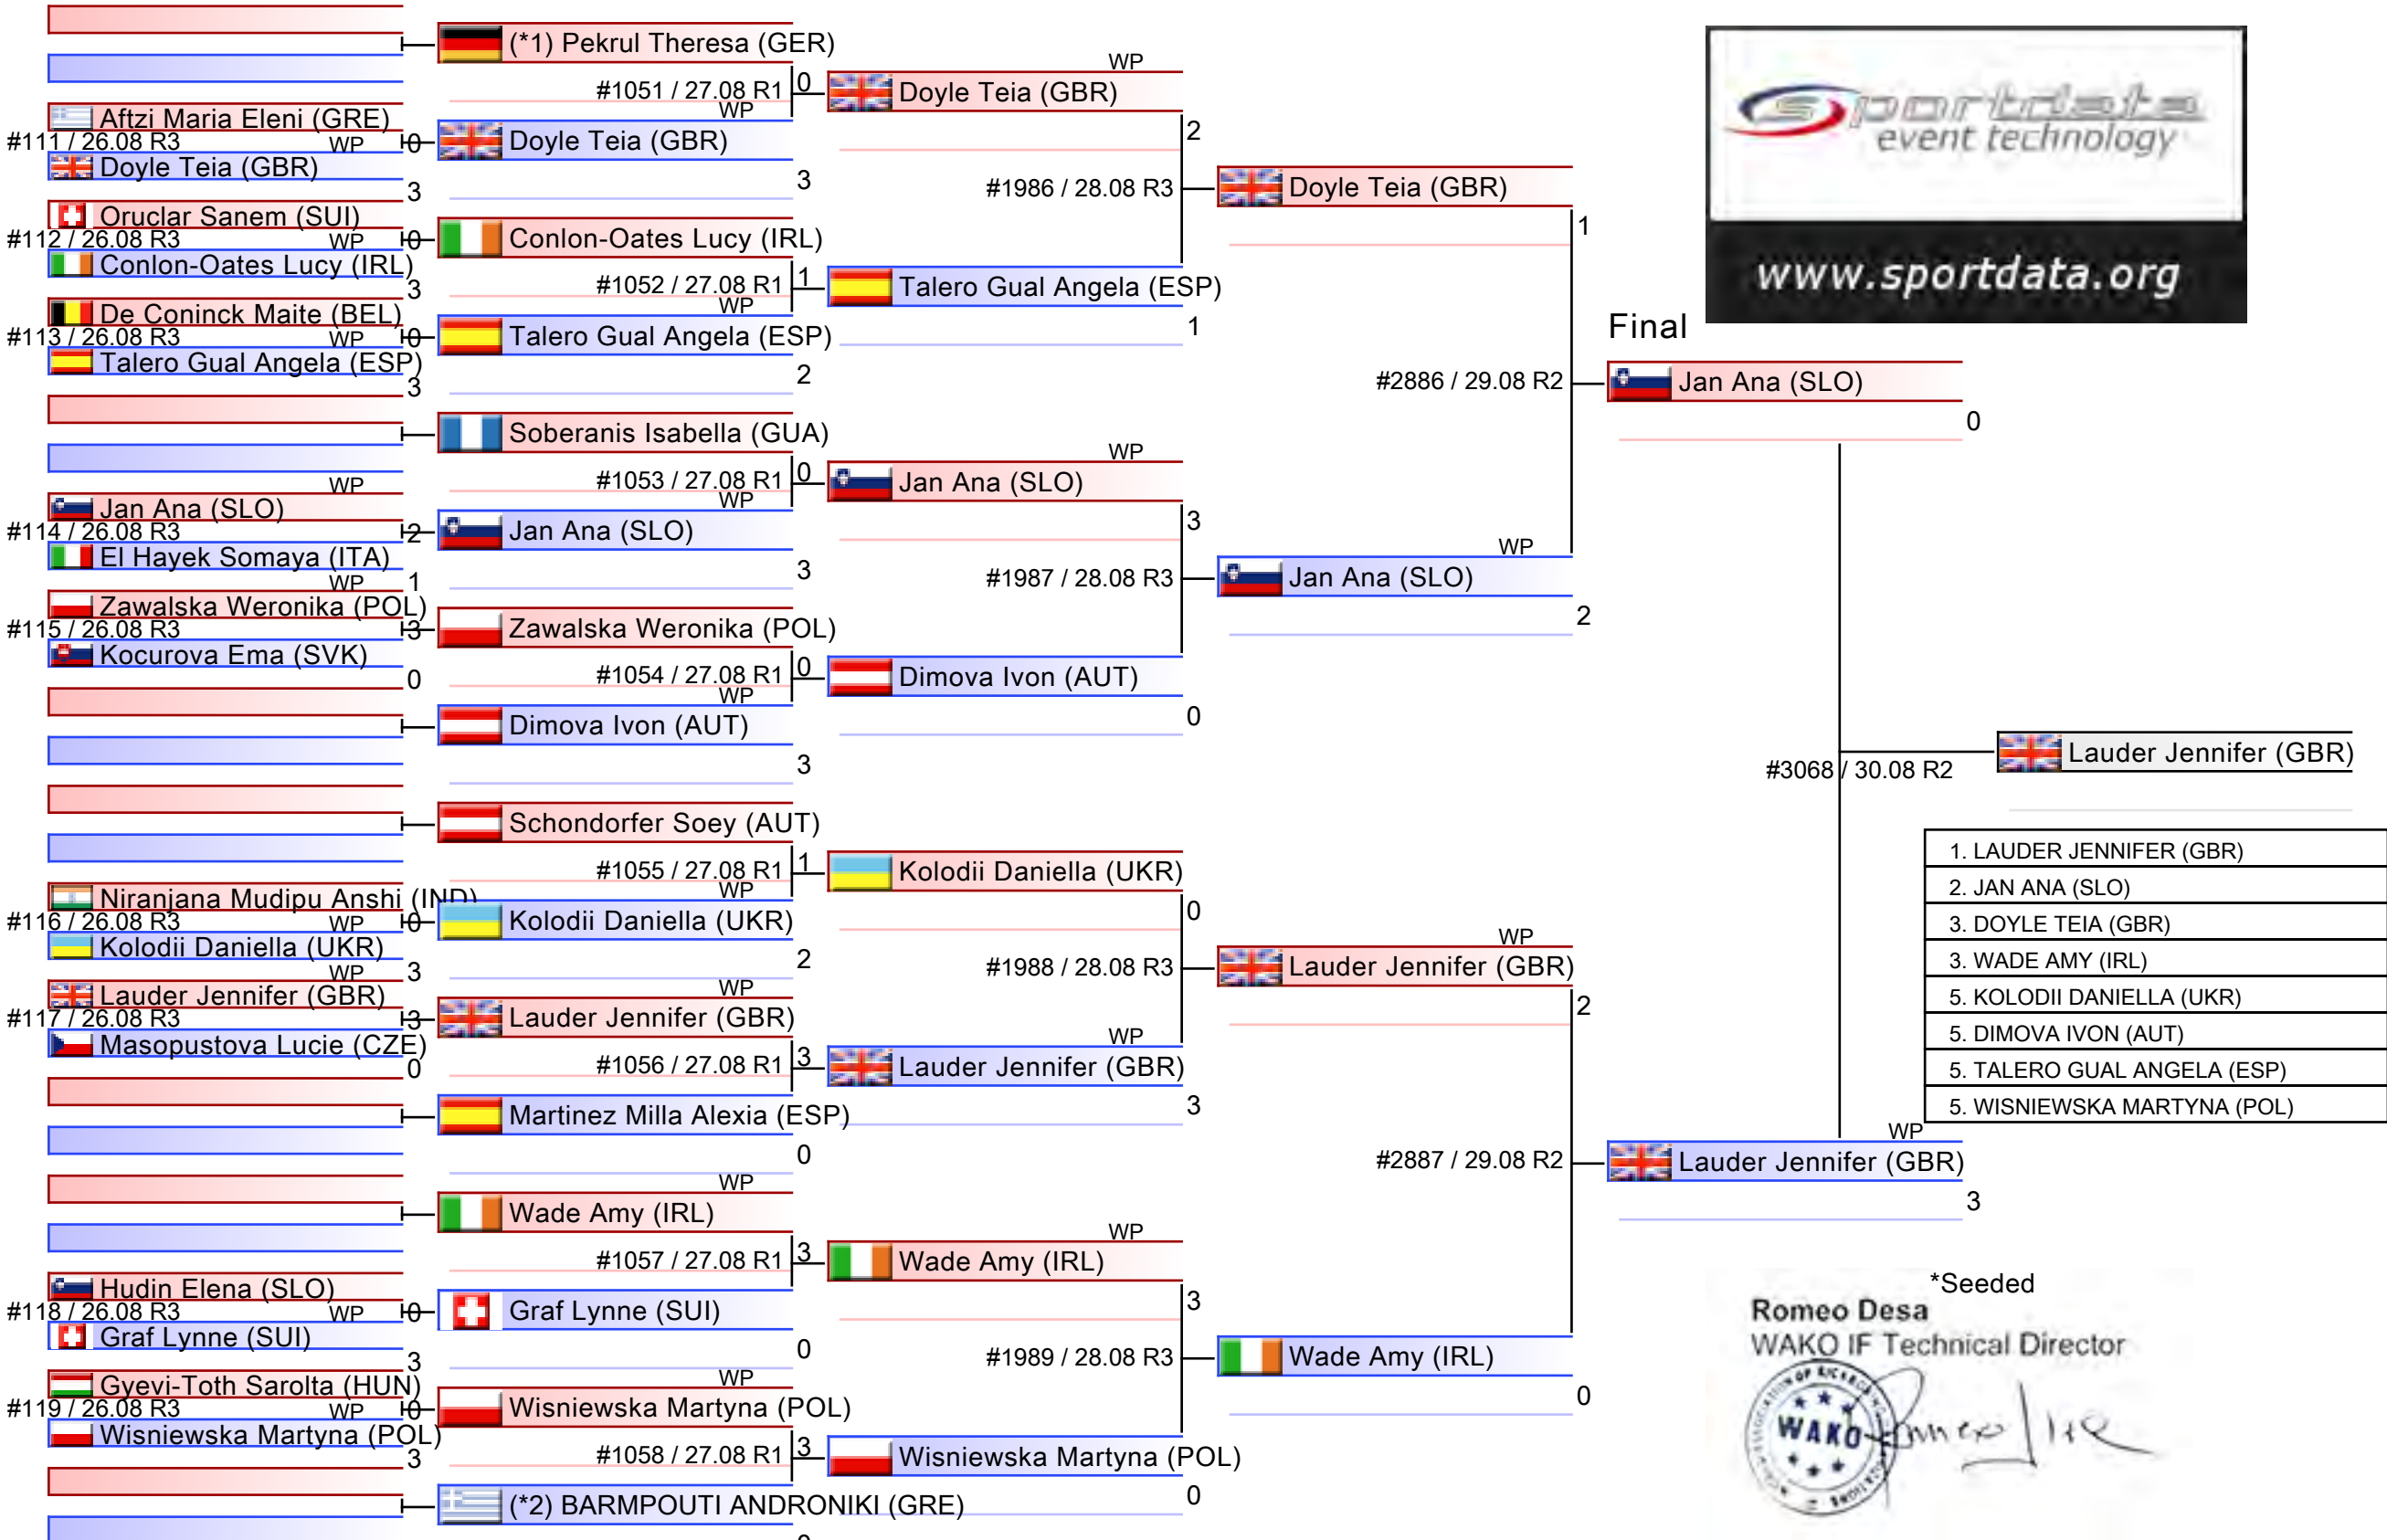 Aftzi Maria Eleni (GRE)
#111 / 26.08 R3
WP
0
Doyle Teia (GBR)
3
Oruclar Sanem (SUI)
#112 / 26.08 R3
WP
0
Conlon-Oates Lucy (IRL)
3
De Coninck Maite (BEL)
#113 / 26.08 R3
WP
0
Talero Gual Angela (ESP)
3
WP
Jan Ana (SLO)
#114 / 26.08 R3
2
El Hayek Somaya (ITA)
1
WP
Zawalska Weronika (POL)
#115 / 26.08 R3
3
Kocurova Ema (SVK)
0
Niranjana Mudipu Anshi (IND)
#116 / 26.08 R3
WP
0
Kolodii Daniella (UKR)
3
WP
Lauder Jennifer (GBR)
#117 / 26.08 R3
3
Masopustova Lucie (CZE)
0
Hudin Elena (SLO)
#118 / 26.08 R3
WP
0
Graf Lynne (SUI)
3
Gyevi-Toth Sarolta (HUN)
#119 / 26.08 R3
WP
0
Wisniewska Martyna (POL)
3
(*1) Pekrul Theresa (GER)
#1051 / 27.08 R1
0
WP
Doyle Teia (GBR)
3
Conlon-Oates Lucy (IRL)
#1052 / 27.08 R1
1
WP
Talero Gual Angela (ESP)
2
Soberanis Isabella (GUA)
#1053 / 27.08 R1
0
WP
Jan Ana (SLO)
3
Zawalska Weronika (POL)
#1054 / 27.08 R1
0
WP
Dimova Ivon (AUT)
3
Schondorfer Soey (AUT)
#1055 / 27.08 R1
1
WP
Kolodii Daniella (UKR)
2
WP
Lauder Jennifer (GBR)
#1056 / 27.08 R1
3
Martinez Milla Alexia (ESP)
0
WP
Wade Amy (IRL)
#1057 / 27.08 R1
3
Graf Lynne (SUI)
0
WP
Wisniewska Martyna (POL)
#1058 / 27.08 R1
3
(*2) BARMPOUTI ANDRONIKI (GRE)
WP
Doyle Teia (GBR)
2
#1986 / 28.08 R3
Talero Gual Angela (ESP)
1
WP
Jan Ana (SLO)
3
#1987 / 28.08 R3
Dimova Ivon (AUT)
0
Kolodii Daniella (UKR)
0
#1988 / 28.08 R3
WP
Lauder Jennifer (GBR)
3
WP
Wade Amy (IRL)
3
#1989 / 28.08 R3
Wisniewska Martyna (POL)
0
Doyle Teia (GBR)
1
#2886 / 29.08 R2
WP
Jan Ana (SLO)
2
WP
Lauder Jennifer (GBR)
2
#2887 / 29.08 R2
Wade Amy (IRL)
0
Final
Jan Ana (SLO)
0
#3068 / 30.08 R2
WP
Lauder Jennifer (GBR)
3
Lauder Jennifer (GBR)
sportdata
event technology
www.sportdata.org
1. LAUDER JENNIFER (GBR)
2. JAN ANA (SLO)
3. DOYLE TEIA (GBR)
3. WADE AMY (IRL)
5. KOLODII DANIELLA (UKR)
5. DIMOVA IVON (AUT)
5. TALERO GUAL ANGELA (ESP)
5. WISNIEWSKA MARTYNA (POL)
*Seeded
Romeo Desa
WAKO IF Technical Director
WAKO